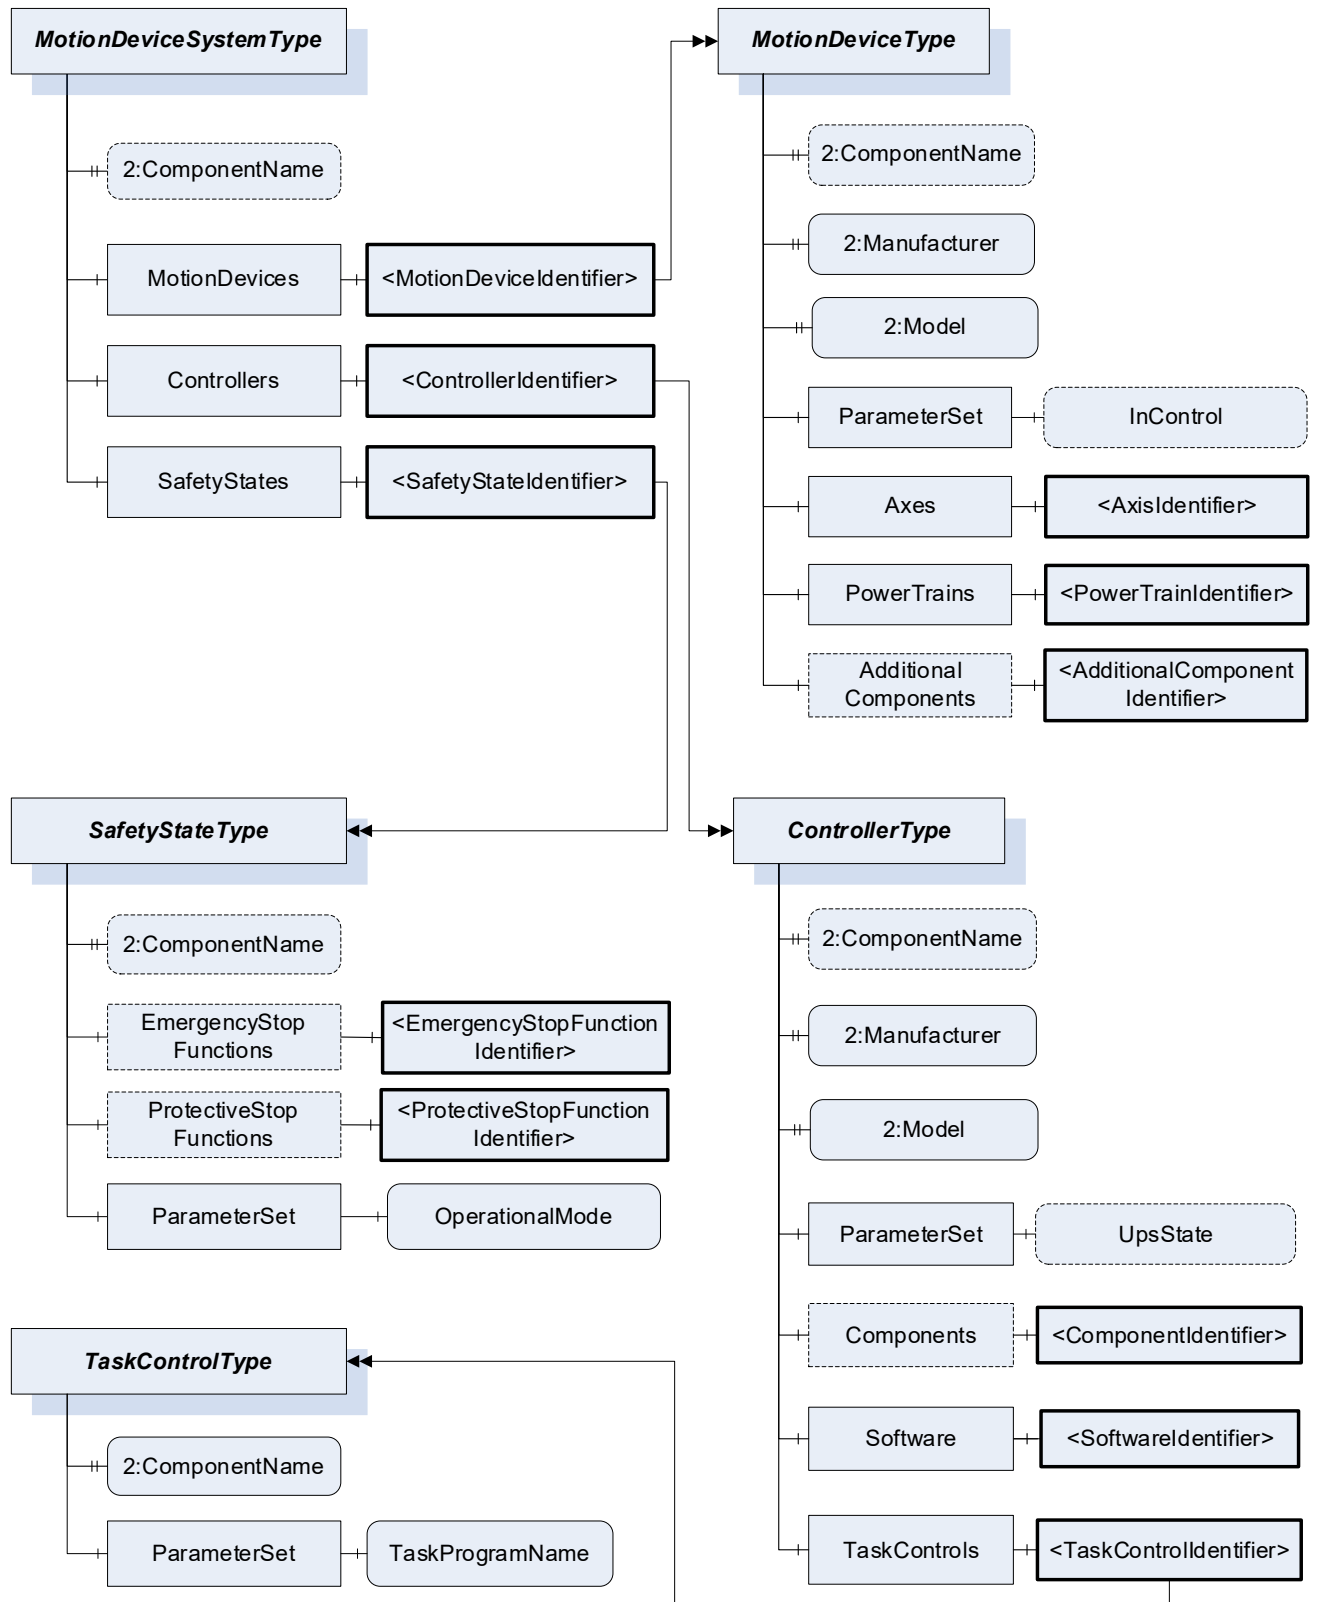 MotionDeviceSystemType
2:ComponentName
MotionDevices
<MotionDeviceIdentifier>
Controllers
<ControllerIdentifier>
SafetyStates
<SafetyStateIdentifier>
MotionDeviceType
2:ComponentName
2:Manufacturer
2:Model
ParameterSet
InControl
Axes
<AxisIdentifier>
PowerTrains
<PowerTrainIdentifier>
Additional
Components
<AdditionalComponent
Identifier>
SafetyStateType
2:ComponentName
EmergencyStop
Functions
<EmergencyStopFunction
Identifier>
ProtectiveStop
Functions
<ProtectiveStopFunction
Identifier>
ParameterSet
OperationalMode
ControllerType
2:ComponentName
2:Manufacturer
2:Model
ParameterSet
UpsState
Components
<ComponentIdentifier>
Software
<SoftwareIdentifier>
TaskControls
<TaskControlIdentifier>
TaskControlType
2:ComponentName
ParameterSet
TaskProgramName